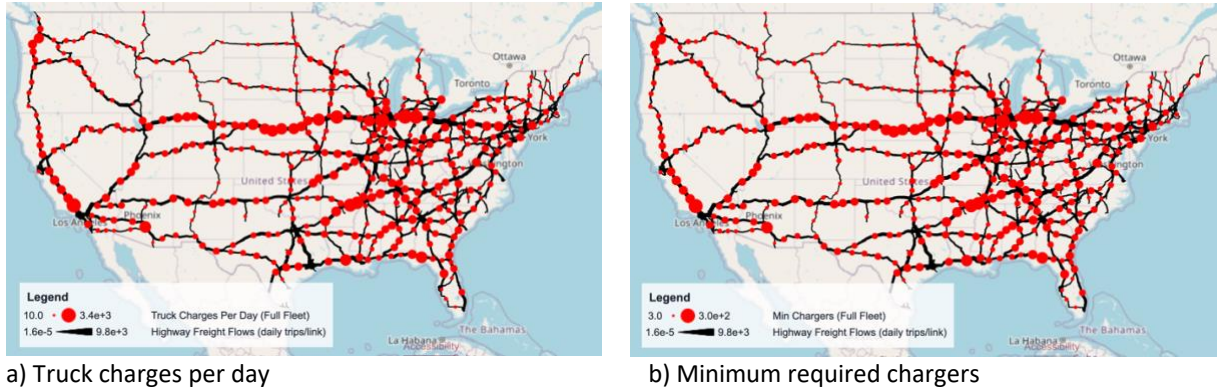 Ottawa
Toronto
York
Washington
United States
Los Angeles
Phoenix
Legend
10.0 3.4e+3 Truck Charges Per Day (Full Fleet)
1.6e-5 9.8e+3 Highway Freight Flows (daily trips/link)
La Habana
The Bahamas
Accessibility
a) Truck charges per day
Ottawa
Toronto
York
Washington
United States
Los Angeles
Phoenix
Legend
3.0 3.0e+2 Min Chargers (Full Fleet)
1.6e-5 9.8e+3 Highway Freight Flows (daily trips/link)
La Habana
The Bahamas
Accessibility
b) Minimum required chargers